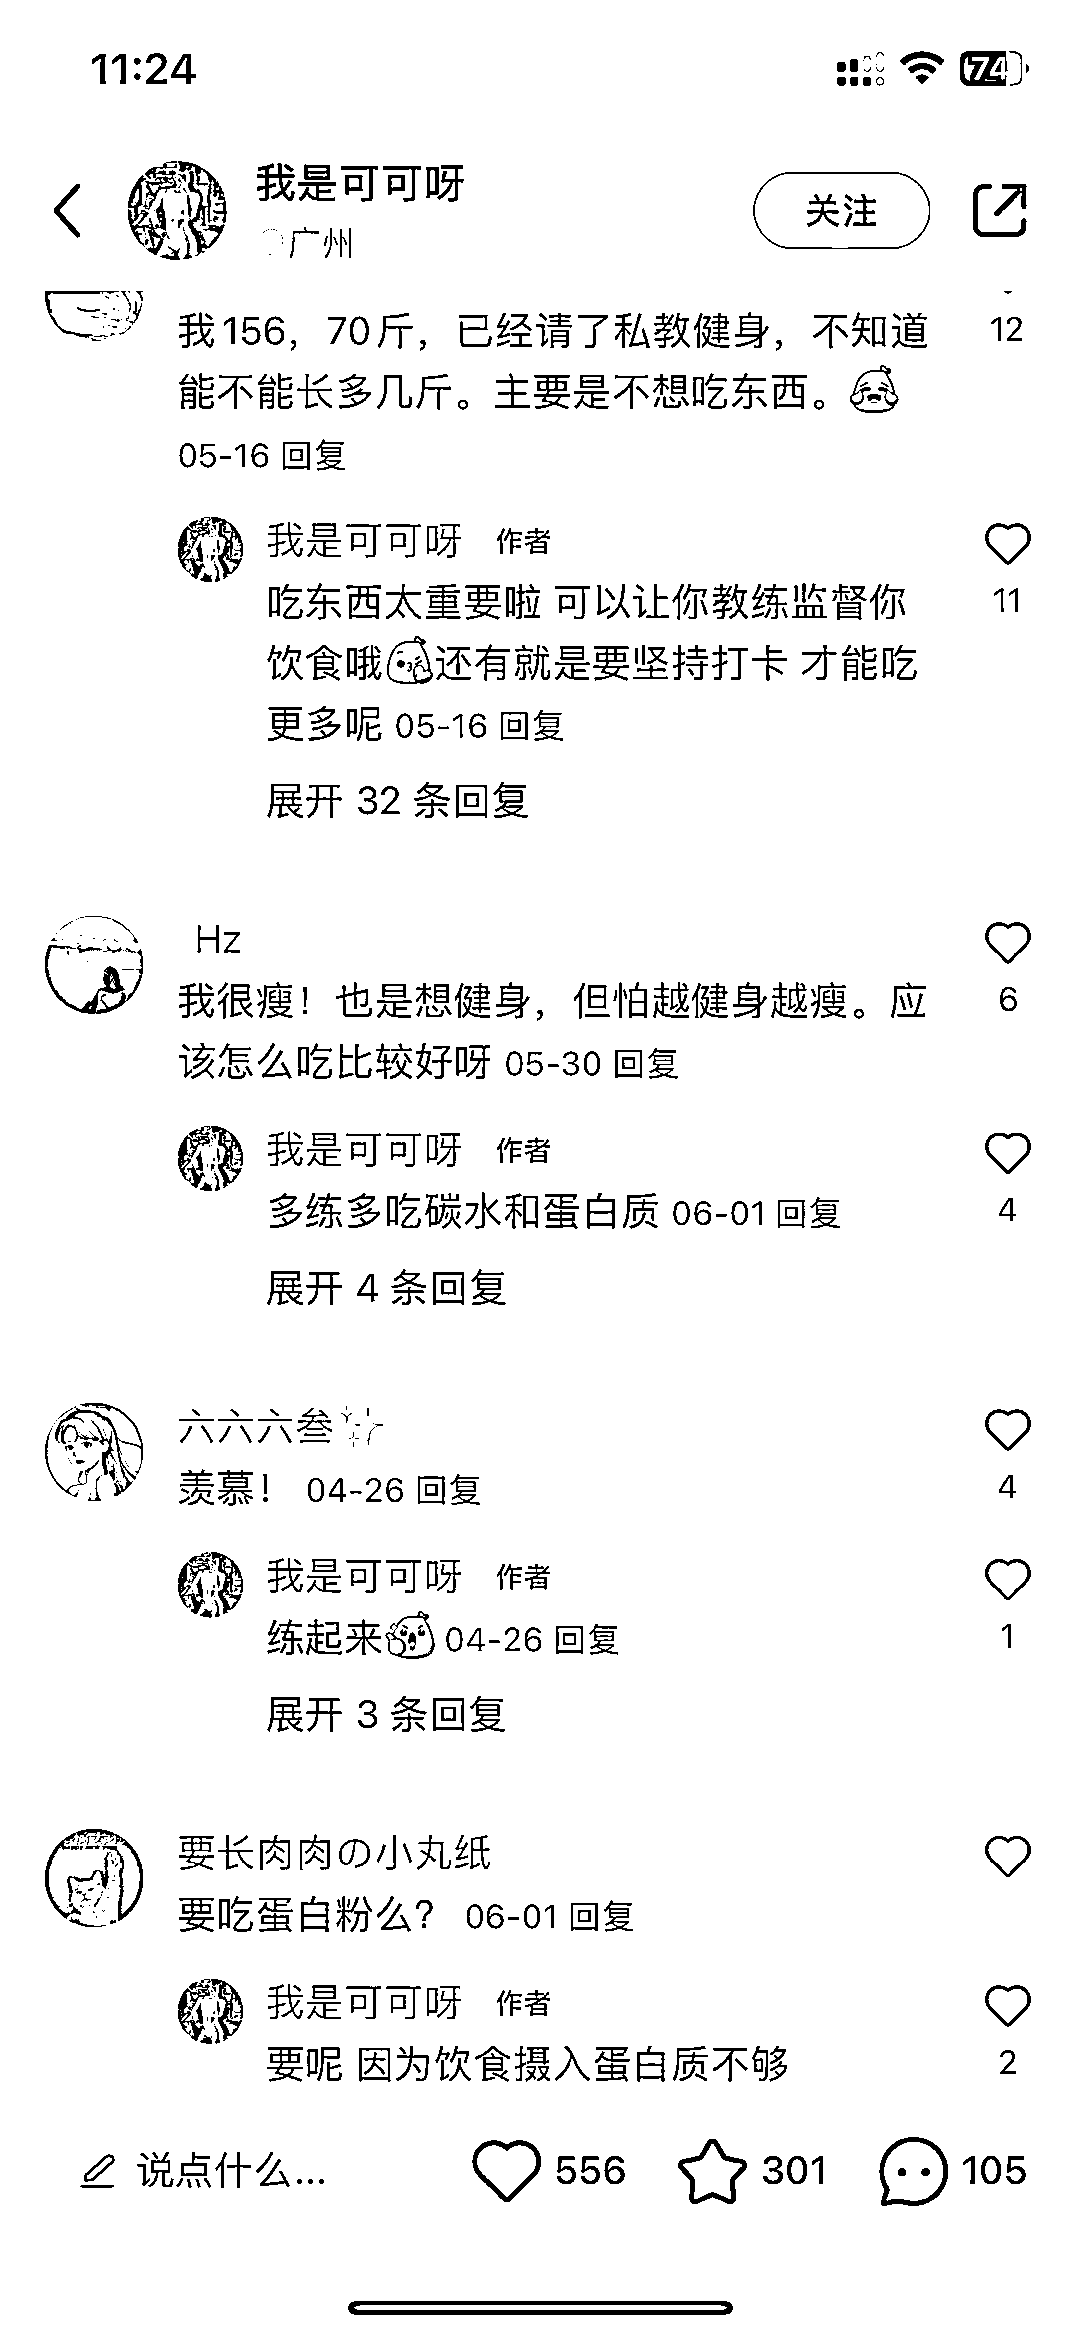 11:24
74
我是可可呀
广州
关注
我156，70斤，已经请了私教健身，不知道
能不能长多几斤。主要是不想吃东西。
12
05-16 回复
我是可可呀 作者
吃东西太重要啦 可以让你教练监督你
11
饮食哦还有就是要坚持打卡 才能吃
更多呢 05-16 回复
展开 32 条回复
Hz
我很瘦！也是想健身，但怕越健身越瘦。应
6
该怎么吃比较好呀 05-30 回复
我是可可呀 作者
多练多吃碳水和蛋白质 06-01 回复
4
展开 4 条回复
六六六叁
羡慕！ 04-26 回复
4
我是可可呀 作者
练起来 04-26 回复
1
展开 3 条回复
要长肉肉の小丸纸
要吃蛋白粉么？ 06-01 回复
我是可可呀 作者
要呢 因为饮食摄入蛋白质不够
2
说点什么... 556 301 105